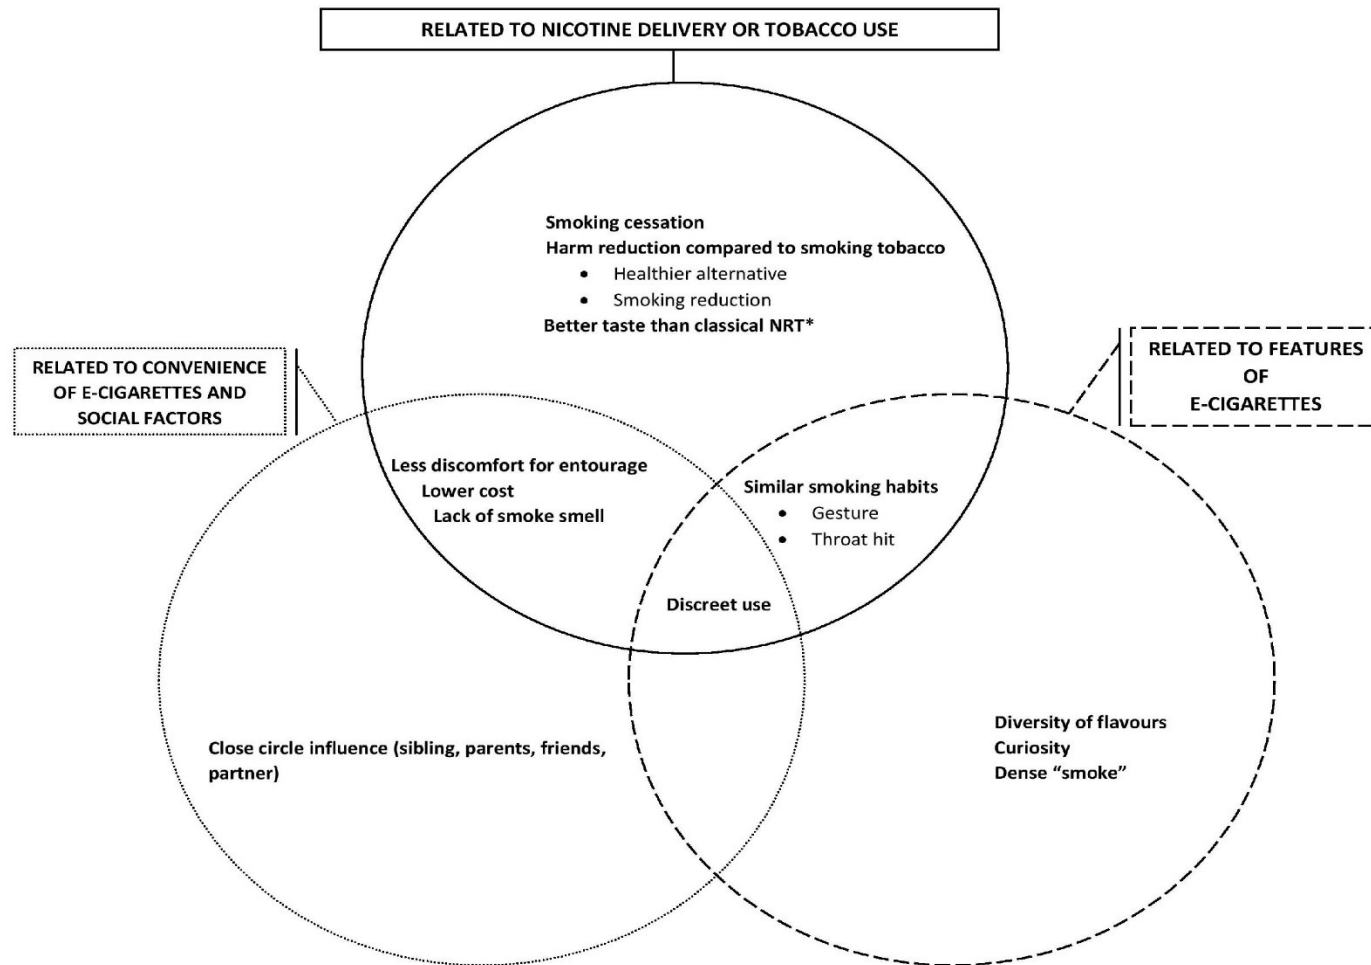 RELATED TO NICOTINE DELIVERY OR TOBACCO USE
Smoking cessation
Harm reduction compared to smoking tobacco
• Healthier alternative
• Smoking reduction
Better taste than classical NRT*
RELATED TO CONVENIENCE
OF E-CIGARETTES AND
SOCIAL FACTORS
RELATED TO FEATURES
OF
E-CIGARETTES
Less discomfort for entourage
Lower cost
Lack of smoke smell
Similar smoking habits
• Gesture
• Throat hit
Discreet use
Close circle influence (sibling, parents, friends,
partner)
Diversity of flavours
Curiosity
Dense “smoke”